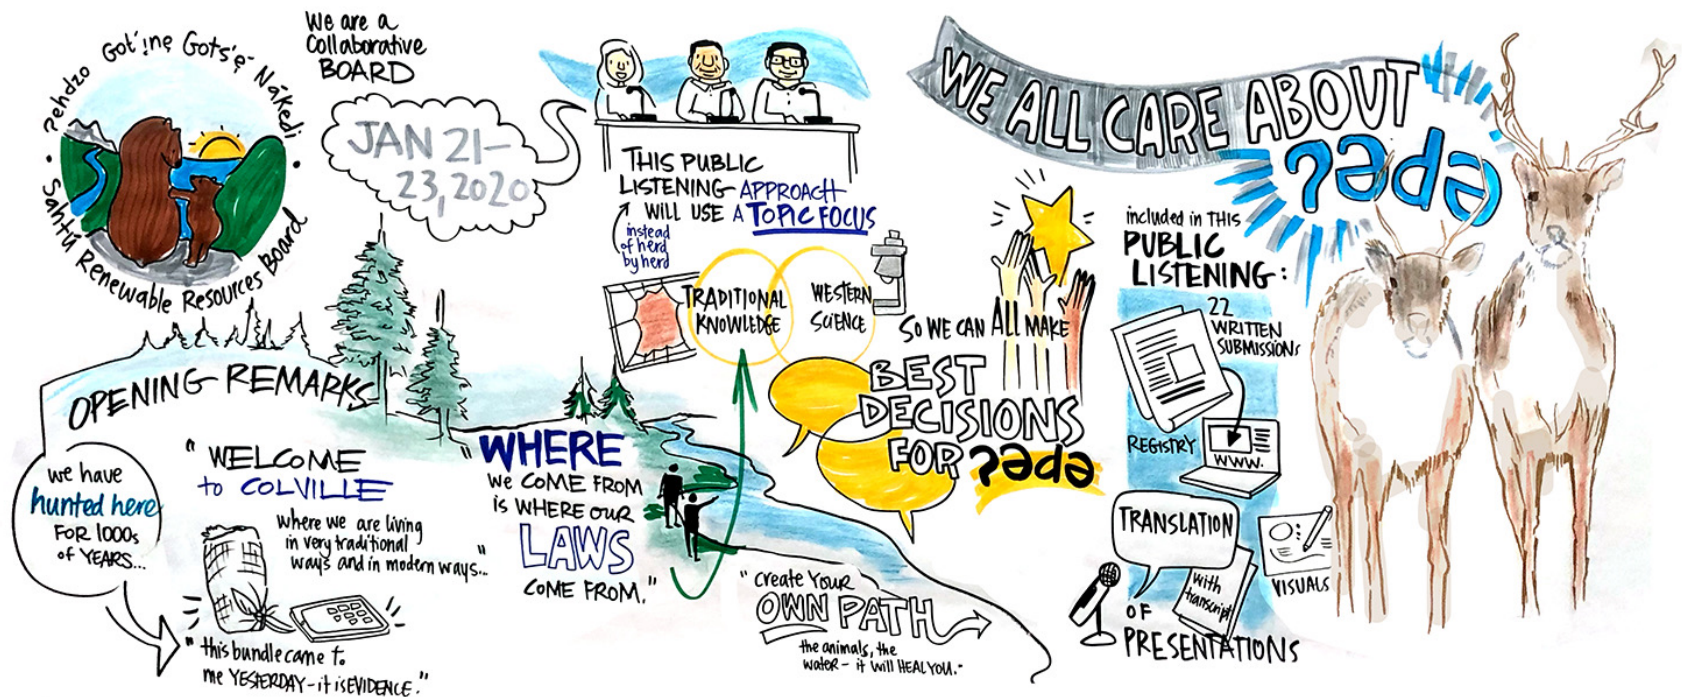 Ɂehdzo Got'ı̨nę Gots'ę́ Nákedı
Sahtú Renewable Resources Board
We are a
Collaborative
BOARD
JAN 21-
23, 2020
THIS PUBLIC
LISTENING APPROACH
WILL USE A TOPIC FOCUS
instead
of herd
by herd
TRADITIONAL
KNOWLEDGE
WESTERN
SCIENCE
SO WE CAN ALL MAKE
BEST
DECISIONS
FOR Ɂədə
WE ALL CARE ABOUT
Ɂədə
included in THIS
PUBLIC
LISTENING:
22
WRITTEN
SUBMISSIONS
REGISTRY
WWW.
TRANSLATION
with
transcript
OF
PRESENTATIONS
VISUALS
OPENING REMARKS
we have
hunted here
FOR 1000s
of YEARS...
"WELCOME
to COLVILLE
where we are living
in very traditional
ways and in modern ways..."
"this bundle came to
me YESTERDAY - it is EVIDENCE."
"WHERE
we COME FROM
is WHERE OUR
LAWS
COME FROM."
"Create YOUR
OWN PATH
the animals, the
water - it will HEAL YOU."